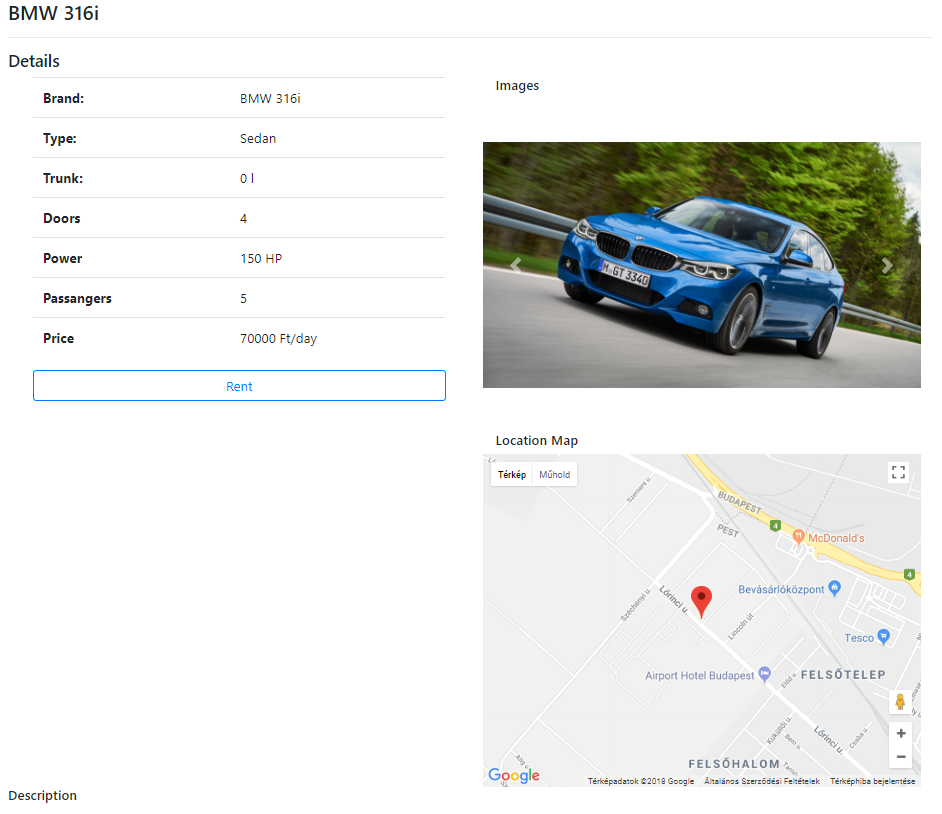 BMW 316i
Details
Brand: BMW 316i
Type: Sedan
Trunk: 0 l
Doors 4
Power 150 HP
Passangers 5
Price 70000 Ft/day
Rent
Images
M GT 3340
Location Map
Térkép Műhold
Szemere u.
BUDAPEST
4
PEST
McDonald's
4
Bevásárlóközpont
Széchenyi u.
Lőrinci u.
Lincoln út
Tesco
Airport Hotel Budapest
Előd u.
FELSŐTELEP
Küküllői u.
Bem u.
Lőrinci u.
Csaba u.
FELSŐHALOM
Google
Térképadatok ©2018 Google Általános Szerződési Feltételek Térképhiba bejelentése
Description